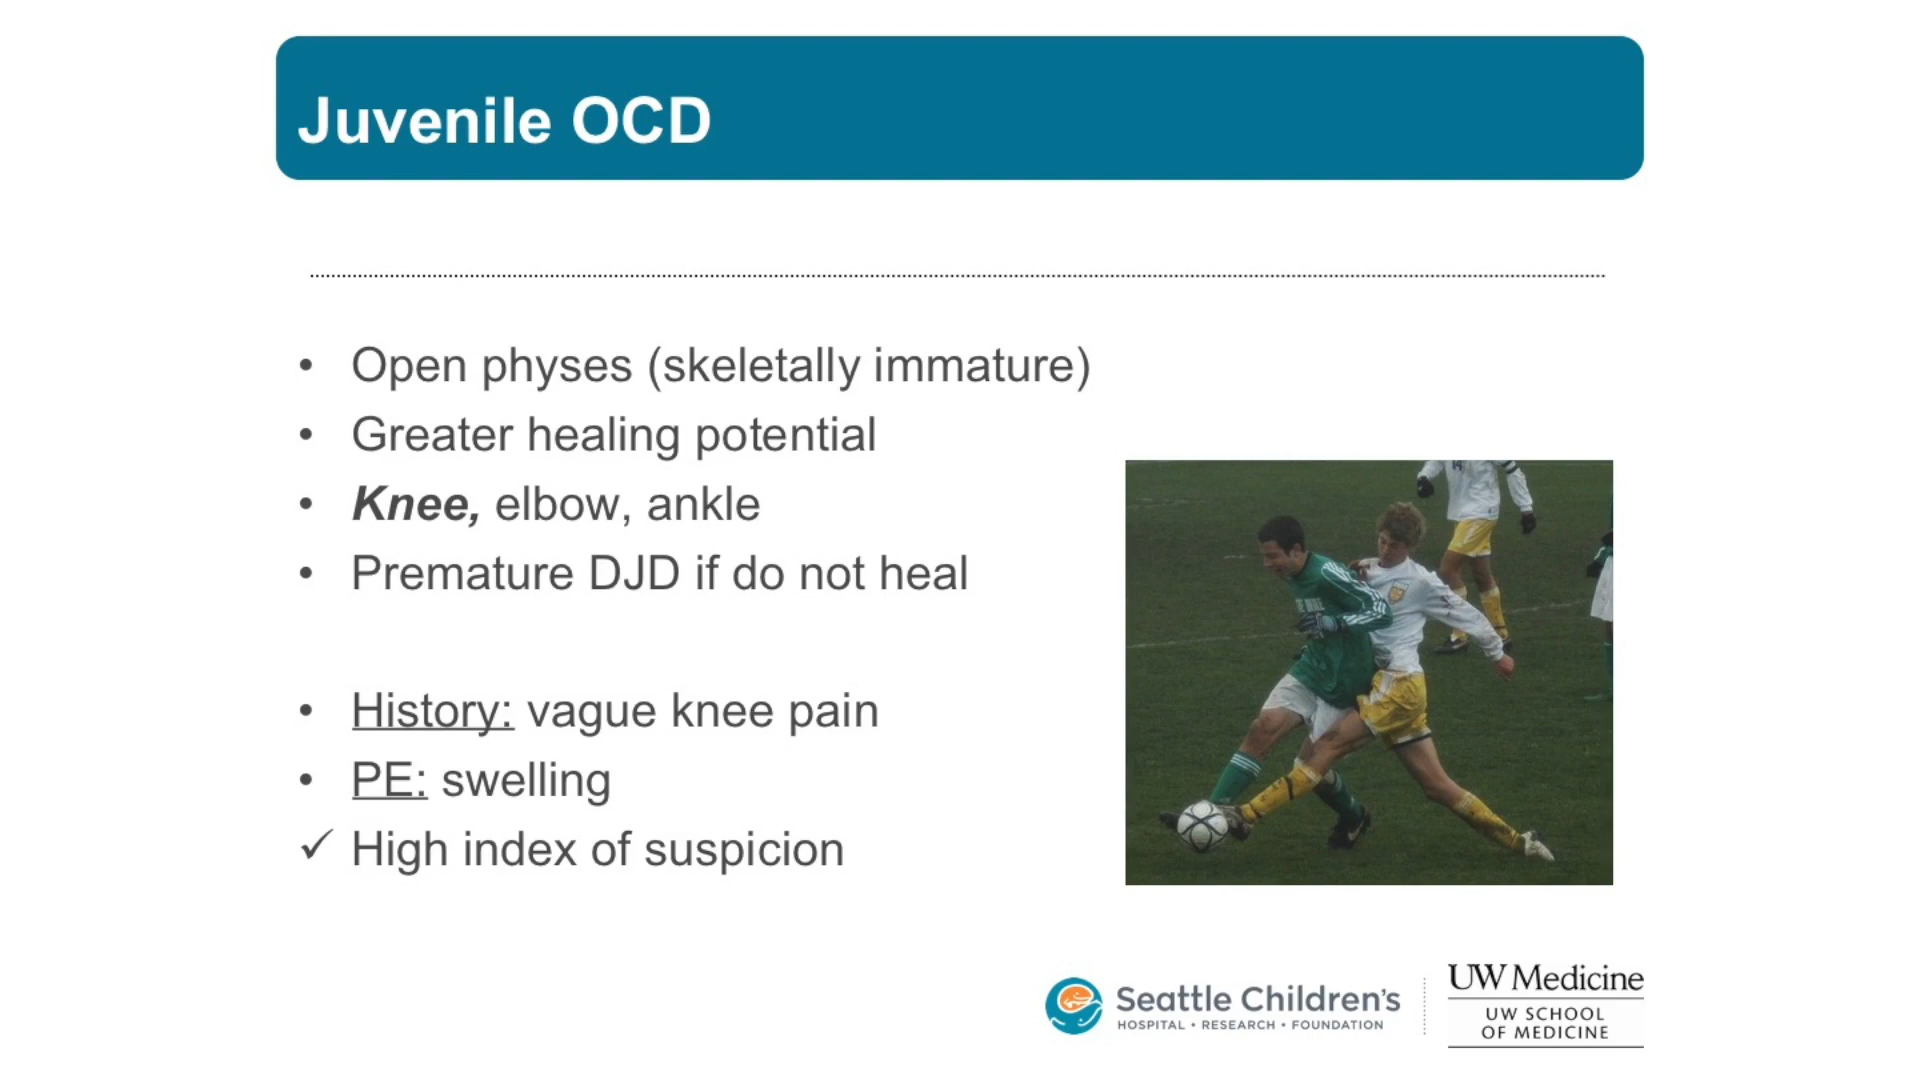 Juvenile OCD
• Open physes (skeletally immature)
• Greater healing potential
• Knee, elbow, ankle
• Premature DJD if do not heal
• History: vague knee pain
• PE: swelling
✓ High index of suspicion
Seattle Children's
HOSPITAL • RESEARCH • FOUNDATION
UW Medicine
UW SCHOOL
OF MEDICINE